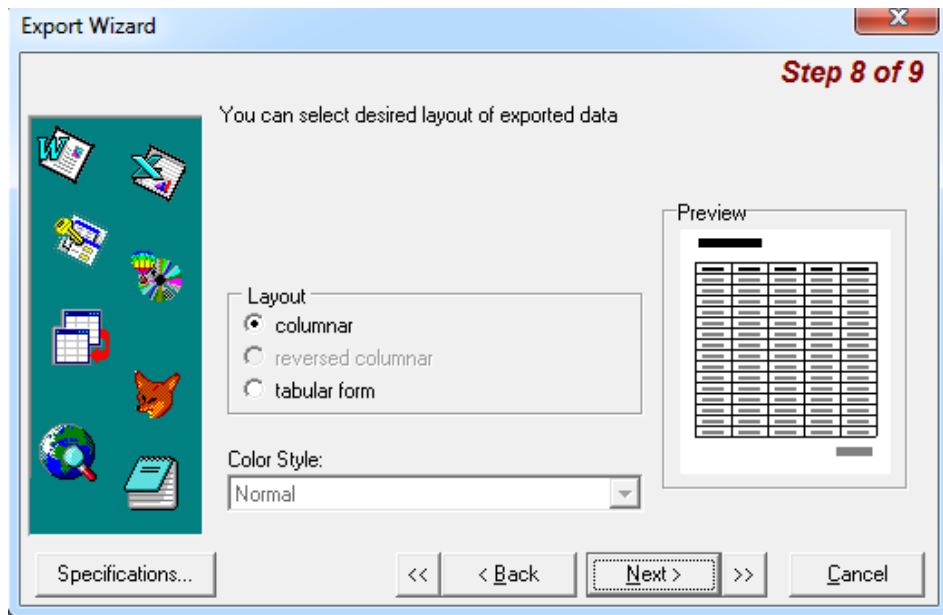 Export Wizard
Step 8 of 9
You can select desired layout of exported data
Preview
Layout
columnar
reversed columnar
tabular form
Color Style:
Normal
Specifications...
<<
< Back
Next >
>>
Cancel